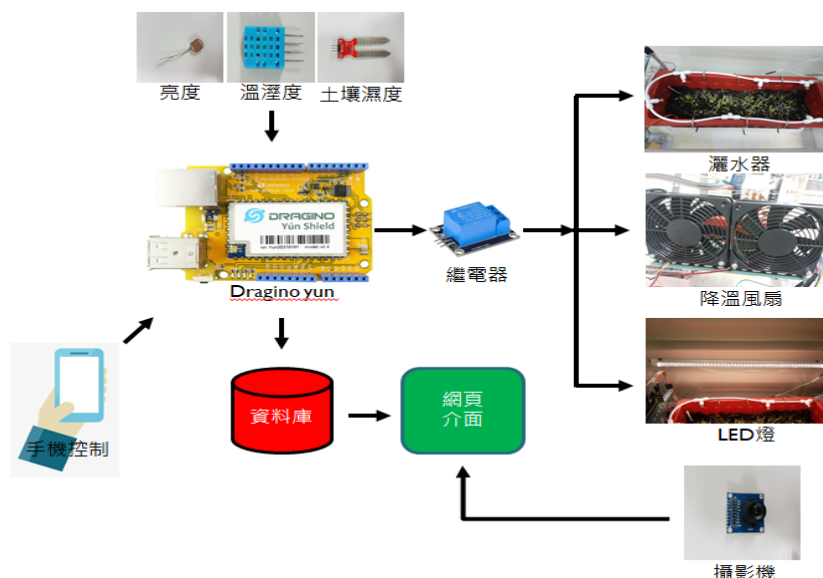 亮度
溫溼度
土壤濕度
DRAGINO
Yún Shield
Dragino yun
繼電器
灑水器
降溫風扇
LED燈
手機控制
資料庫
網頁
介面
攝影機